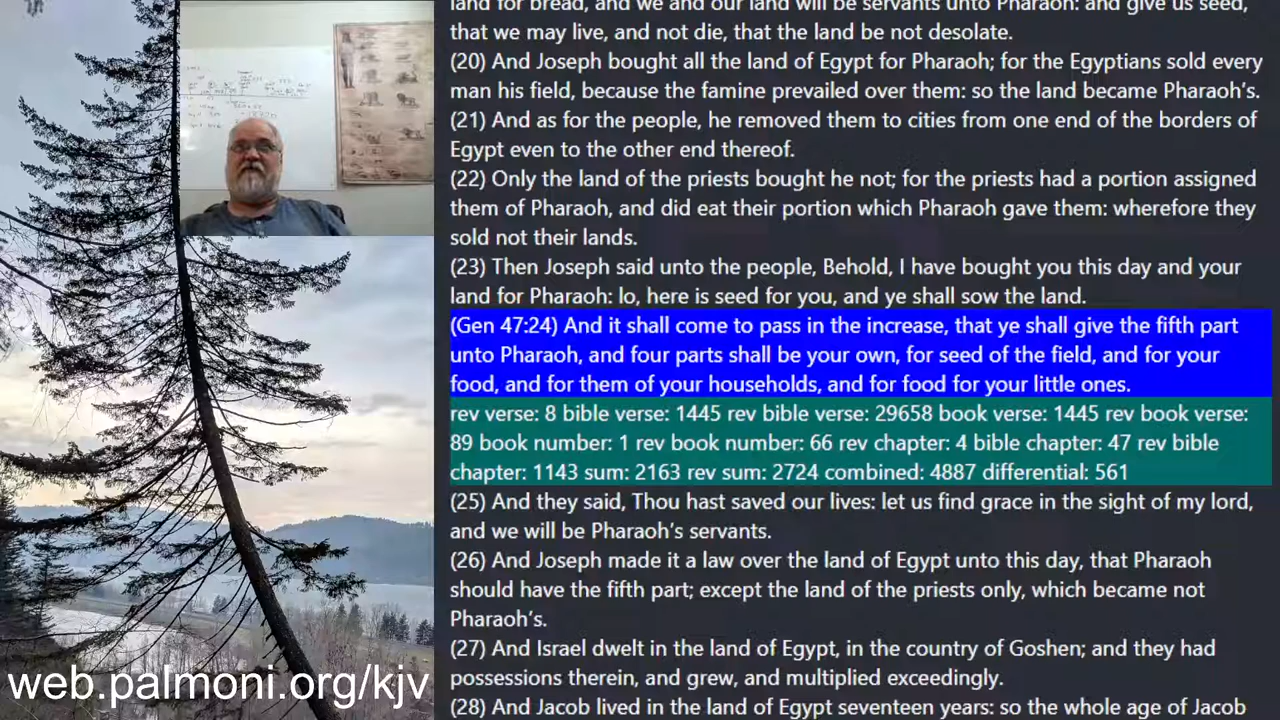 land for bread, and we and our land will be servants unto Pharaoh: and give us seed,
that we may live, and not die, that the land be not desolate.
(20) And Joseph bought all the land of Egypt for Pharaoh; for the Egyptians sold every
man his field, because the famine prevailed over them: so the land became Pharaoh's.
(21) And as for the people, he removed them to cities from one end of the borders of
Egypt even to the other end thereof.
(22) Only the land of the priests bought he not; for the priests had a portion assigned
them of Pharaoh, and did eat their portion which Pharaoh gave them: wherefore they
sold not their lands.
(23) Then Joseph said unto the people, Behold, I have bought you this day and your
land for Pharaoh: lo, here is seed for you, and ye shall sow the land.
(Gen 47:24) And it shall come to pass in the increase, that ye shall give the fifth part
unto Pharaoh, and four parts shall be your own, for seed of the field, and for your
food, and for them of your households, and for food for your little ones.
rev verse: 8 bible verse: 1445 rev bible verse: 29658 book verse: 1445 rev book verse:
89 book number: 1 rev book number: 66 rev chapter: 4 bible chapter: 47 rev bible
chapter: 1143 sum: 2163 rev sum: 2724 combined: 4887 differential: 561
(25) And they said, Thou hast saved our lives: let us find grace in the sight of my lord,
and we will be Pharaoh's servants.
(26) And Joseph made it a law over the land of Egypt unto this day, that Pharaoh
should have the fifth part; except the land of the priests only, which became not
Pharaoh's.
(27) And Israel dwelt in the land of Egypt, in the country of Goshen; and they had
possessions therein, and grew, and multiplied exceedingly.
(28) And Jacob lived in the land of Egypt seventeen years: so the whole age of Jacob
web.palmoni.org/kjv